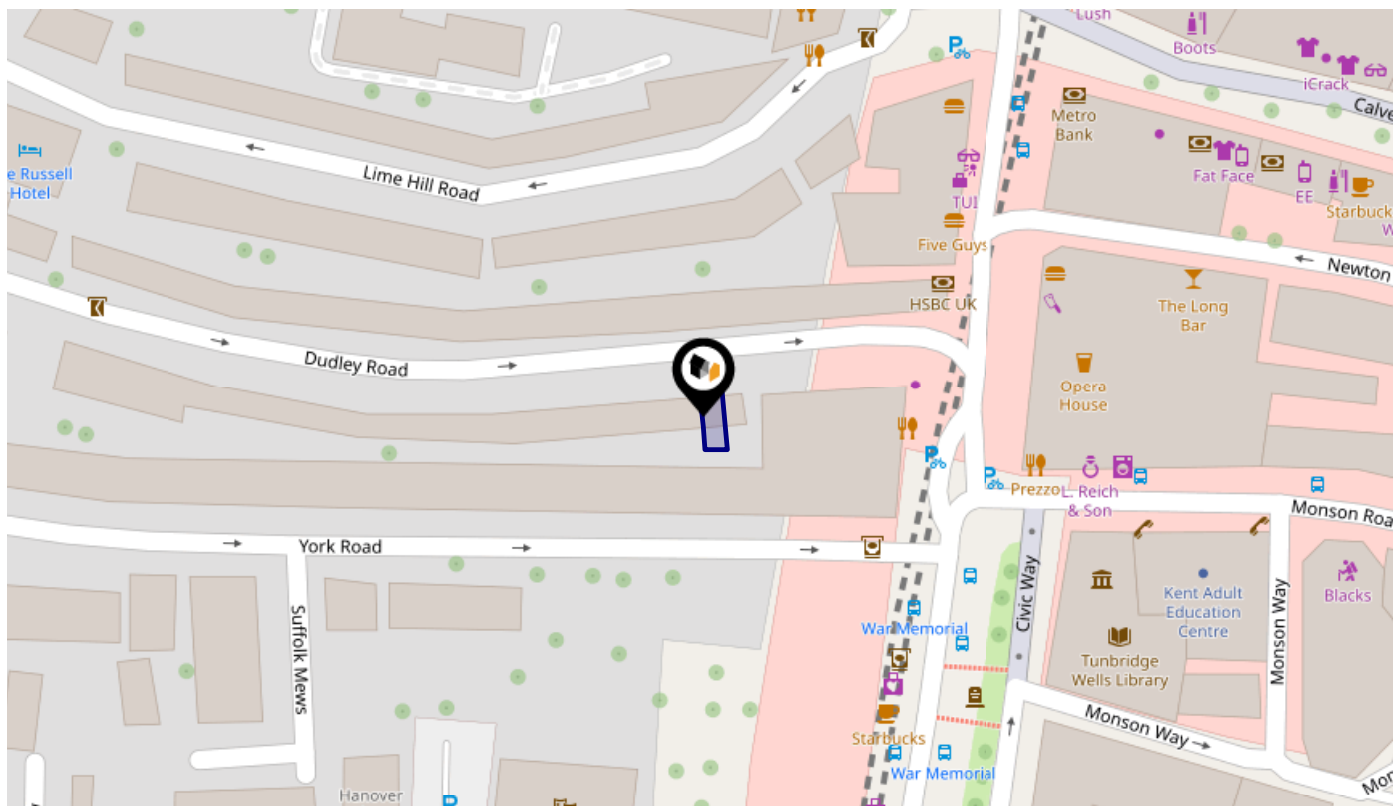 Lush
Boots
iCrack
Calve
Metro
Bank
Fat Face
EE
Starbuck
W
Lime Hill Road
e Russell
Hotel
TUI
Five Guys
Newton
HSBC UK
The Long
Bar
Dudley Road
Opera
House
Prezzo
L. Reich
& Son
Monson Roa
York Road
Suffolk Mews
Civic Way
Kent Adult
Education
Centre
Blacks
Monson Way
War Memorial
Tunbridge
Wells Library
Monson Way
Starbucks
War Memorial
Mon
Hanover
P
P
P
P